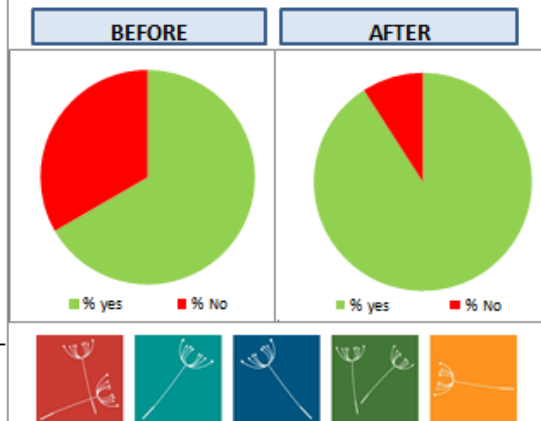 BEFORE
AFTER
% yes % No
% yes % No